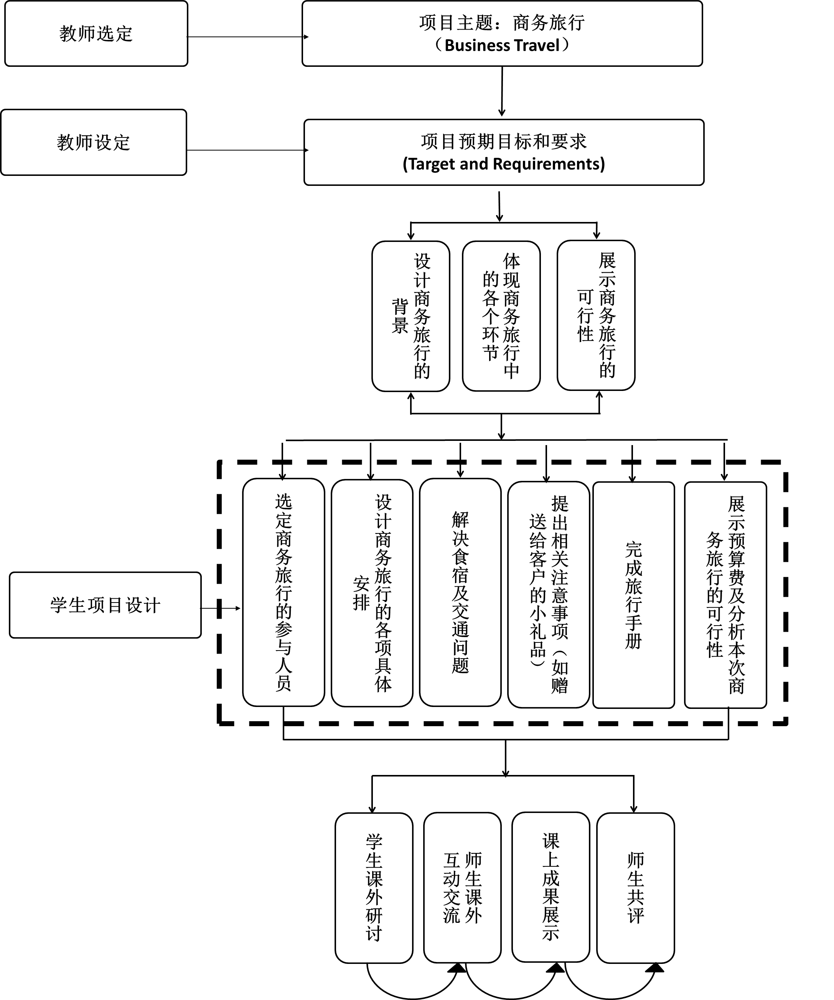 教师选定
项目主题：商务旅行
（Business Travel）
教师设定
项目预期目标和要求
(Target and Requirements)
设计商务旅行的
背景
体现商务旅行中
的各个环节
展示商务旅行的
可行性
学生项目设计
选定商务旅行的参与人员
设计商务旅行的各项具体
安排
解决食宿及交通问题
提出相关注意事项（如赠
送给客户的小礼品）
完成旅行手册
展示预算费及分析本次商
务旅行的可行性
学生课外研讨
师生课外
互动交流
课上成果展示
师生共评